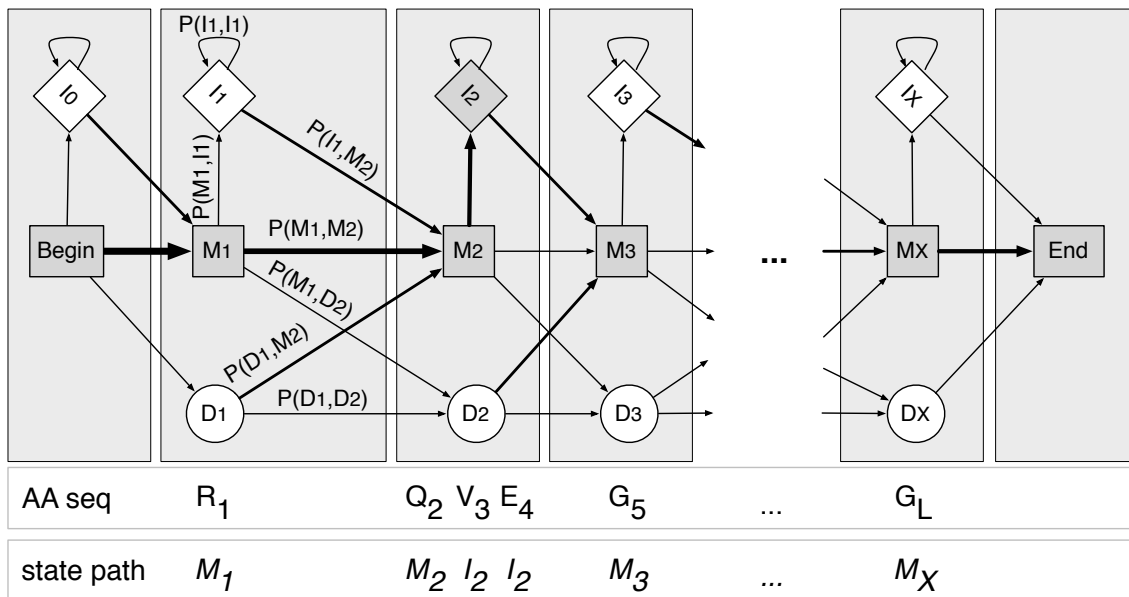 P(I1,I1)
I0
I1
I2
I3
IX
P(M1,I1)
P(I1,M2)
Begin
M1
P(M1,M2)
M2
M3
...
MX
End
P(M1,D2)
P(D1,M2)
D1
P(D1,D2)
D2
D3
DX
AA seq R1 Q2 V3 E4 G5 ... GL
state path M1 M2 I2 I2 M3 ... MX